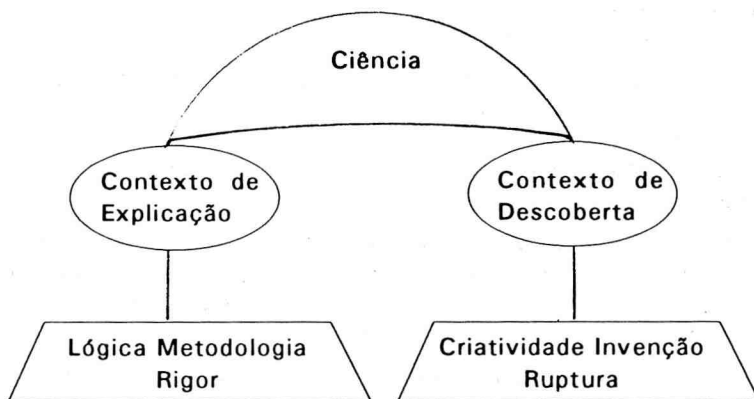 Ciência
Contexto de
Explicação
Contexto de
Descoberta
Lógica Metodologia
Rigor
Criatividade Invenção
Ruptura